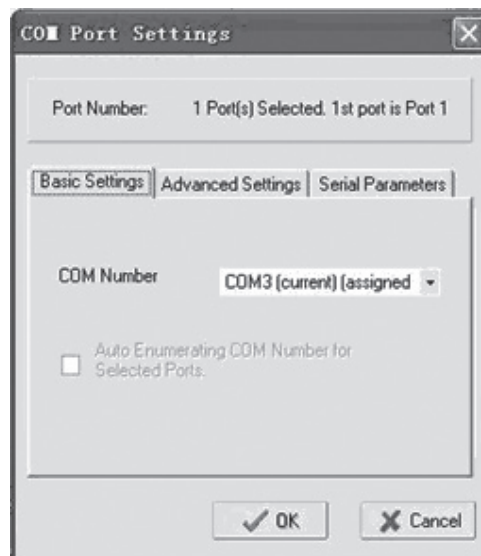 COM Port Settings
Port Number: 1 Port(s) Selected. 1st port is Port 1
Basic Settings Advanced Settings Serial Parameters
COM Number COM3 (current) (assigned
Auto Enumerating COM Number for
Selected Ports.
OK Cancel